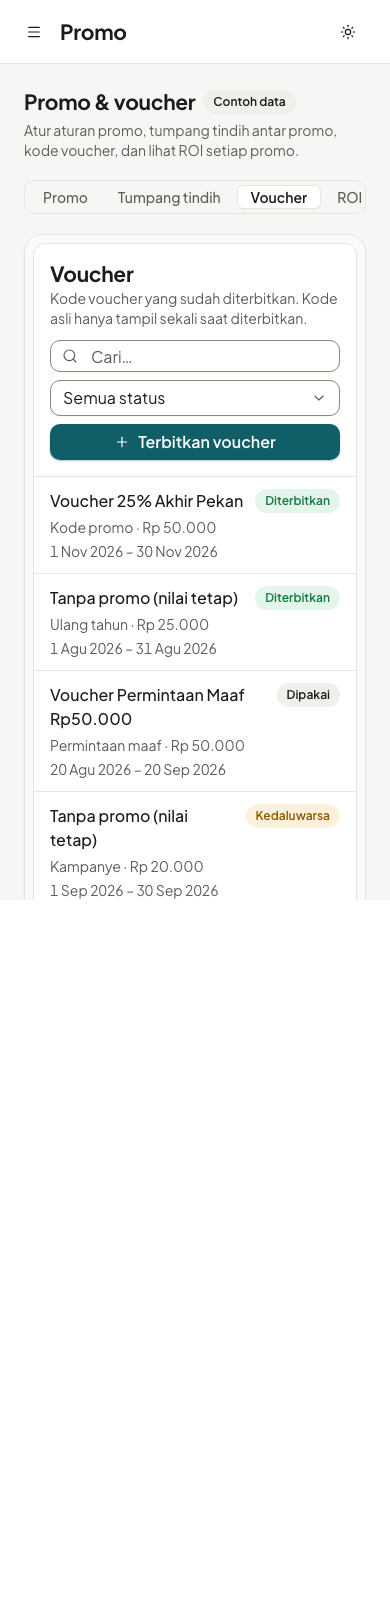 Promo
Promo & voucher
Contoh data
Atur aturan promo, tumpang tindih antar promo,
kode voucher, dan lihat ROI setiap promo.
Promo
Tumpang tindih
Voucher
ROI
Voucher
Kode voucher yang sudah diterbitkan. Kode
asli hanya tampil sekali saat diterbitkan.
Cari...
Semua status
Terbitkan voucher
Voucher 25% Akhir Pekan
Diterbitkan
Kode promo · Rp 50.000
1 Nov 2026 – 30 Nov 2026
Tanpa promo (nilai tetap)
Diterbitkan
Ulang tahun · Rp 25.000
1 Agu 2026 – 31 Agu 2026
Voucher Permintaan Maaf
Rp50.000
Dipakai
Permintaan maaf · Rp 50.000
20 Agu 2026 – 20 Sep 2026
Tanpa promo (nilai
tetap)
Kedaluwarsa
Kampanye · Rp 20.000
1 Sep 2026 – 30 Sep 2026